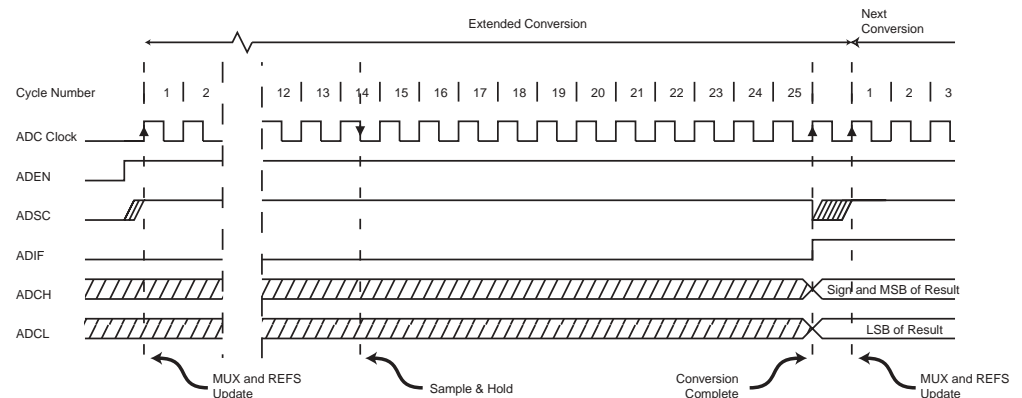 Extended Conversion
Next
Conversion
Cycle Number 1 2 12 13 14 15 16 17 18 19 20 21 22 23 24 25 1 2 3
ADC Clock
ADEN
ADSC
ADIF
ADCH Sign and MSB of Result
ADCL LSB of Result
MUX and REFS
Update
Sample & Hold
Conversion
Complete
MUX and REFS
Update